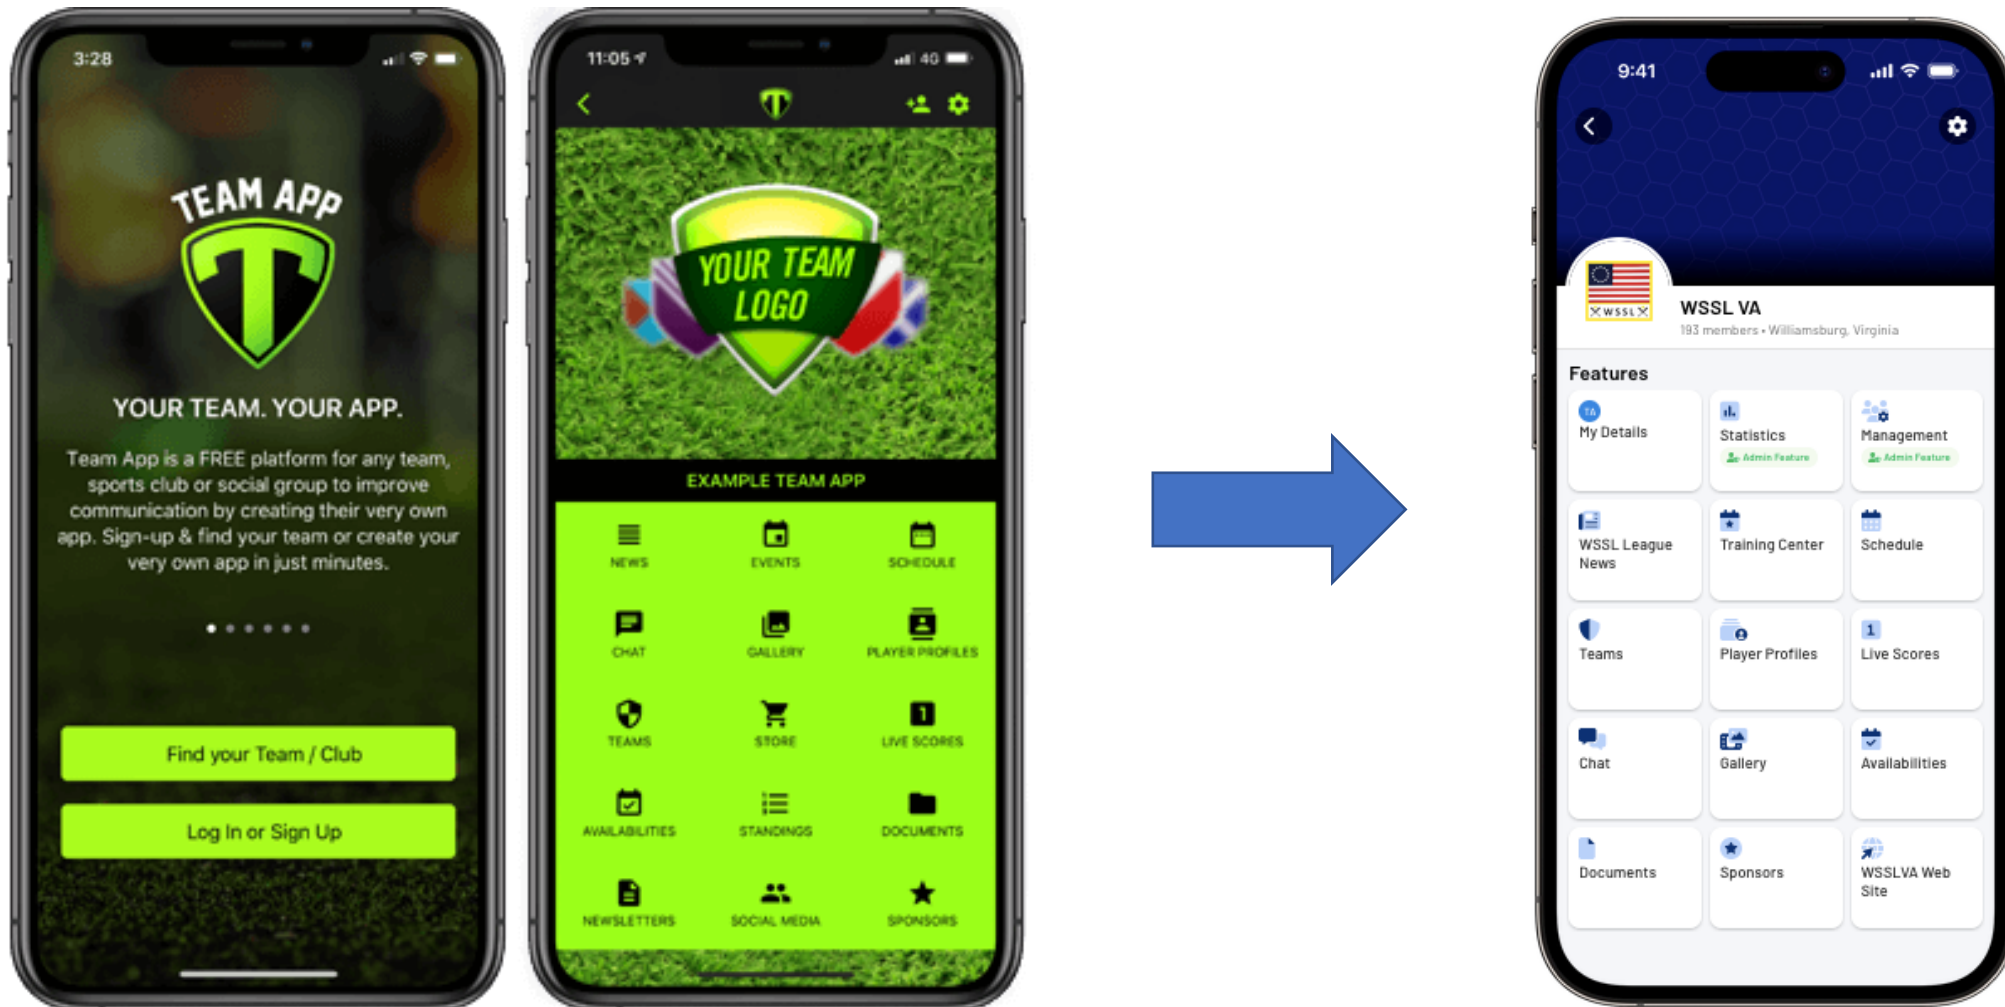 3:28
TEAM APP
T
YOUR TEAM. YOUR APP.
Team App is a FREE platform for any team,
sports club or social group to improve
communication by creating their very own
app. Sign-up & find your team or create your
very own app in just minutes.
Find your Team / Club
Log In or Sign Up
11:05
4G
T
YOUR TEAM
LOGO
EXAMPLE TEAM APP
NEWS
EVENTS
SCHEDULE
CHAT
GALLERY
PLAYER PROFILES
TEAMS
STORE
1
LIVE SCORES
AVAILABILITIES
STANDINGS
DOCUMENTS
NEWSLETTERS
SOCIAL MEDIA
SPONSORS
9:41
WSSL
WSSL VA
193 members • Williamsburg, Virginia
Features
TA
My Details
Statistics
Admin Feature
Management
Admin Feature
WSSL League
News
Training Center
Schedule
Teams
Player Profiles
1
Live Scores
Chat
Gallery
Availabilities
Documents
Sponsors
WSSLVA Web
Site